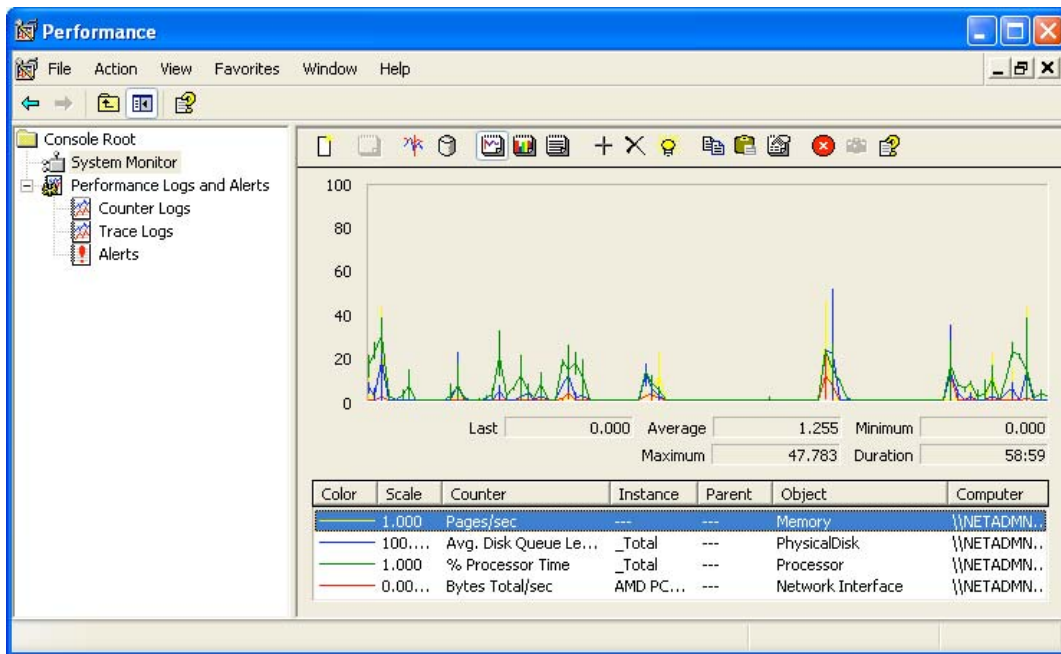 Performance
File Action View Favorites Window Help
Console Root
System Monitor
Performance Logs and Alerts
Counter Logs
Trace Logs
Alerts
100
80
60
40
20
0
Last 0.000 Average 1.255 Minimum 0.000
Maximum 47.783 Duration 58:59
Color Scale Counter Instance Parent Object Computer
1.000 Pages/sec --- --- Memory \\NETADMN...
100.... Avg. Disk Queue Le... _Total --- PhysicalDisk \\NETADMN...
1.000 % Processor Time _Total --- Processor \\NETADMN...
0.00... Bytes Total/sec AMD PC... --- Network Interface \\NETADMN...